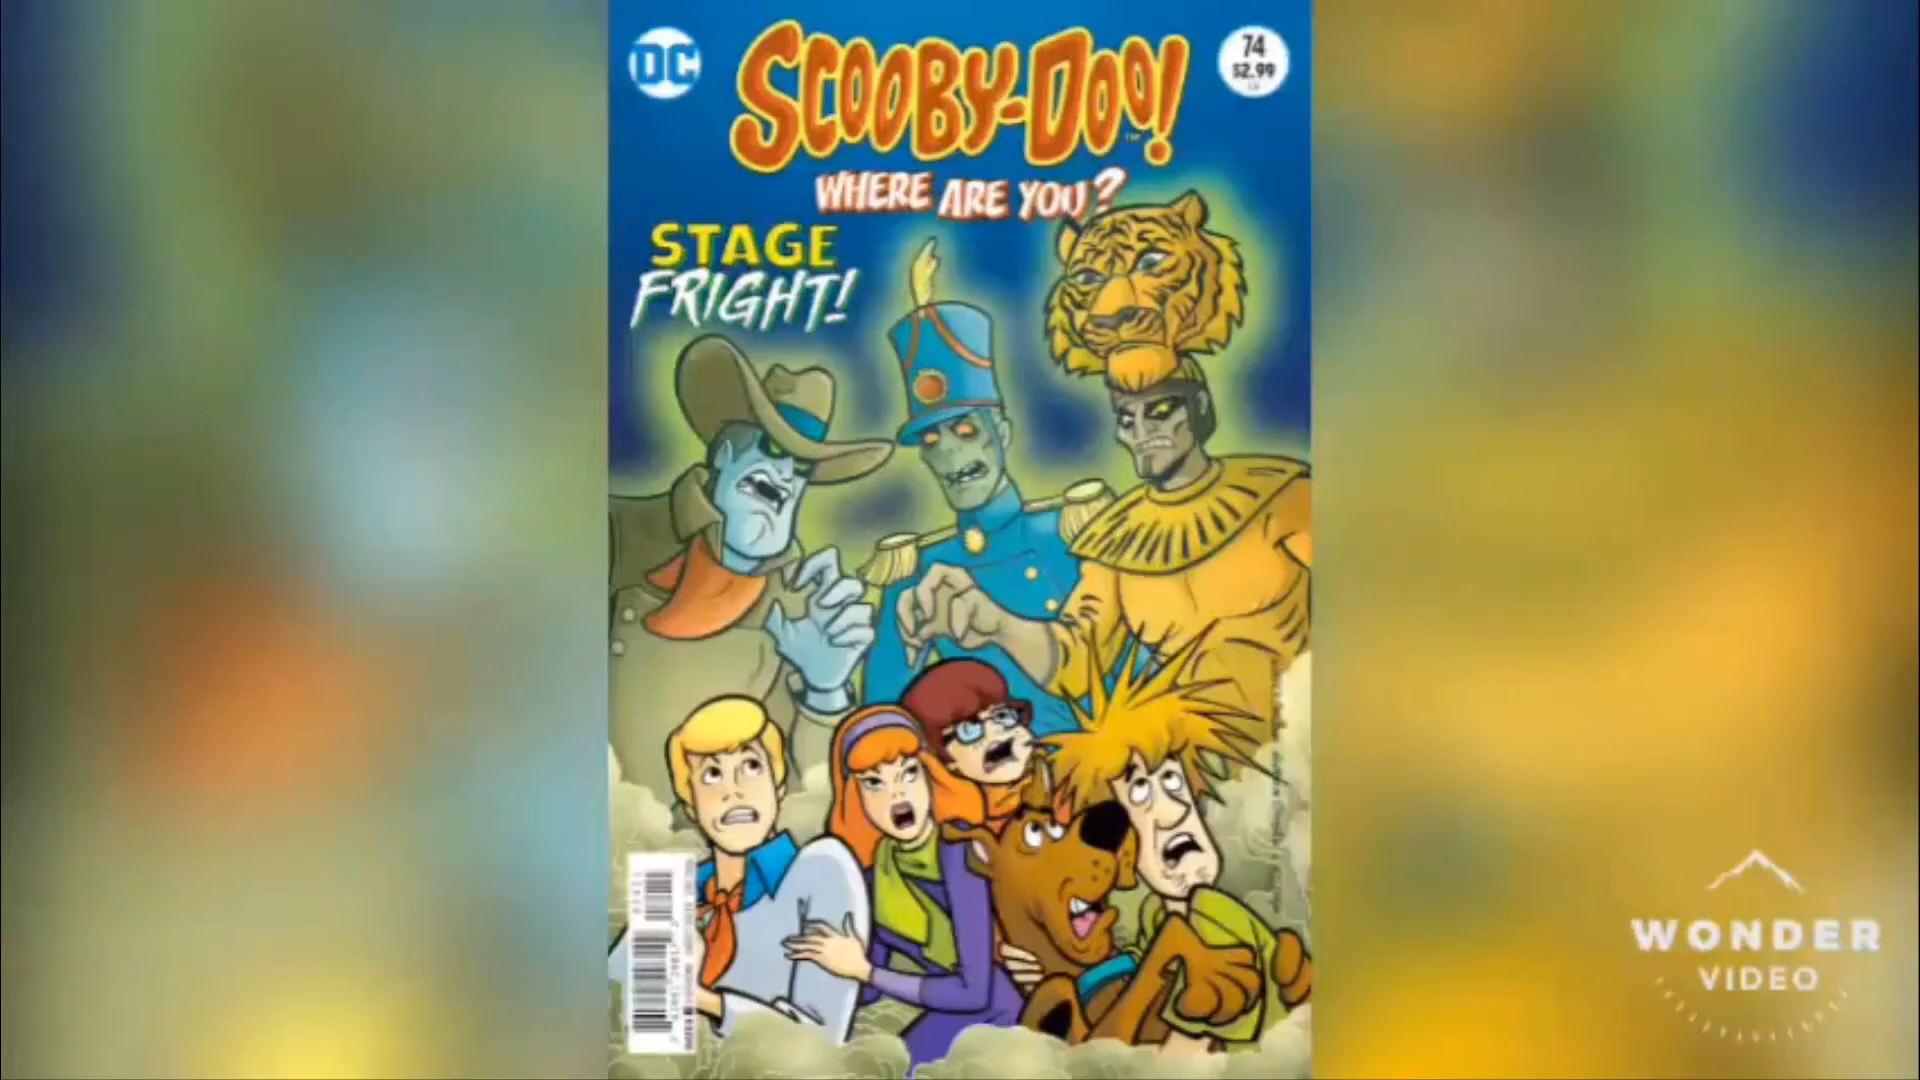 DC
SCOOBY-DOO!
74
$2.99
WHERE ARE YOU?
STAGE
FRIGHT!
WONDER
VIDEO